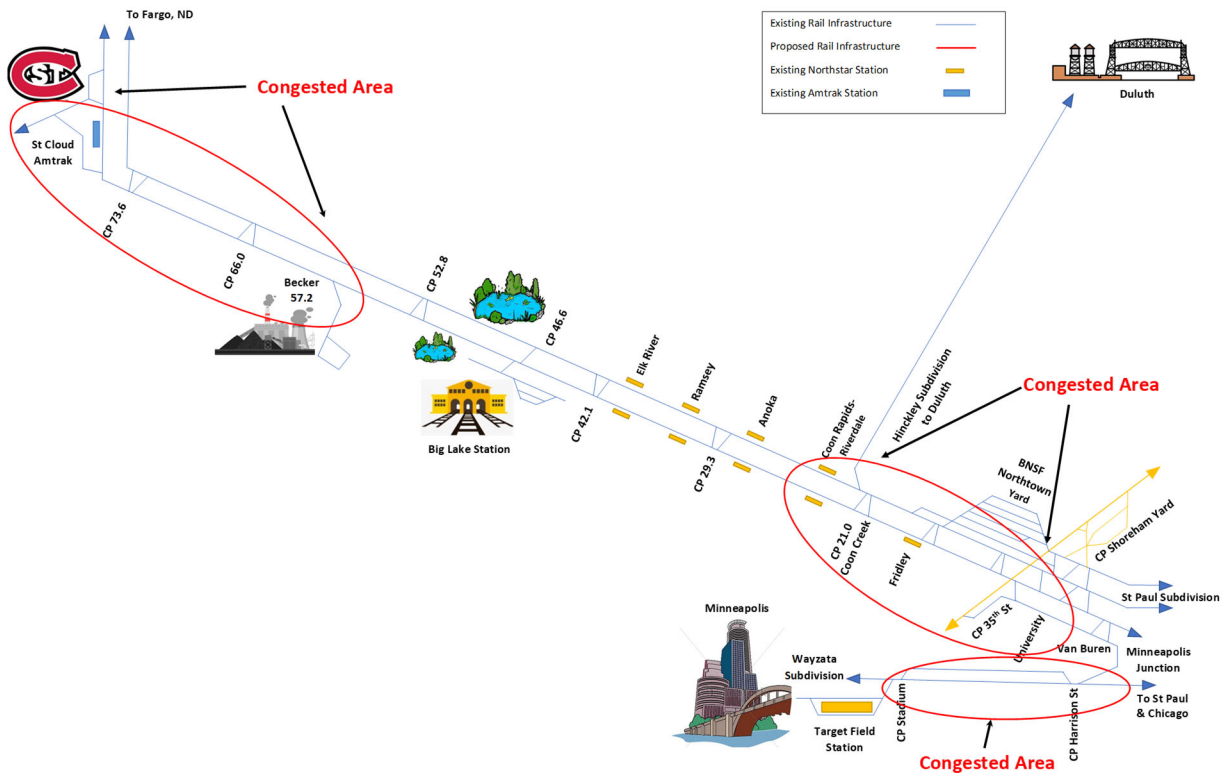 To Fargo, ND
Existing Rail Infrastructure
Proposed Rail Infrastructure
Existing Northstar Station
Existing Amtrak Station
ST
C
Congested Area
Duluth
St Cloud
Amtrak
CP 73.6
CP 66.0
Becker
57.2
CP 52.8
CP 46.6
Big Lake Station
CP 42.1
Elk River
Ramsey
CP 29.3
Anoka
Coon Rapids-
Riverdale
Hinckley Subdivision
to Duluth
Congested Area
BNSF
Northtown
Yard
CP Shoreham Yard
CP 21.0
Coon Creek
Fridley
CP 35th St
University
Van Buren
St Paul Subdivision
Minneapolis
Junction
Minneapolis
Wayzata
Subdivision
Target Field
Station
CP Stadium
CP Harrison St
To St Paul
& Chicago
Congested Area